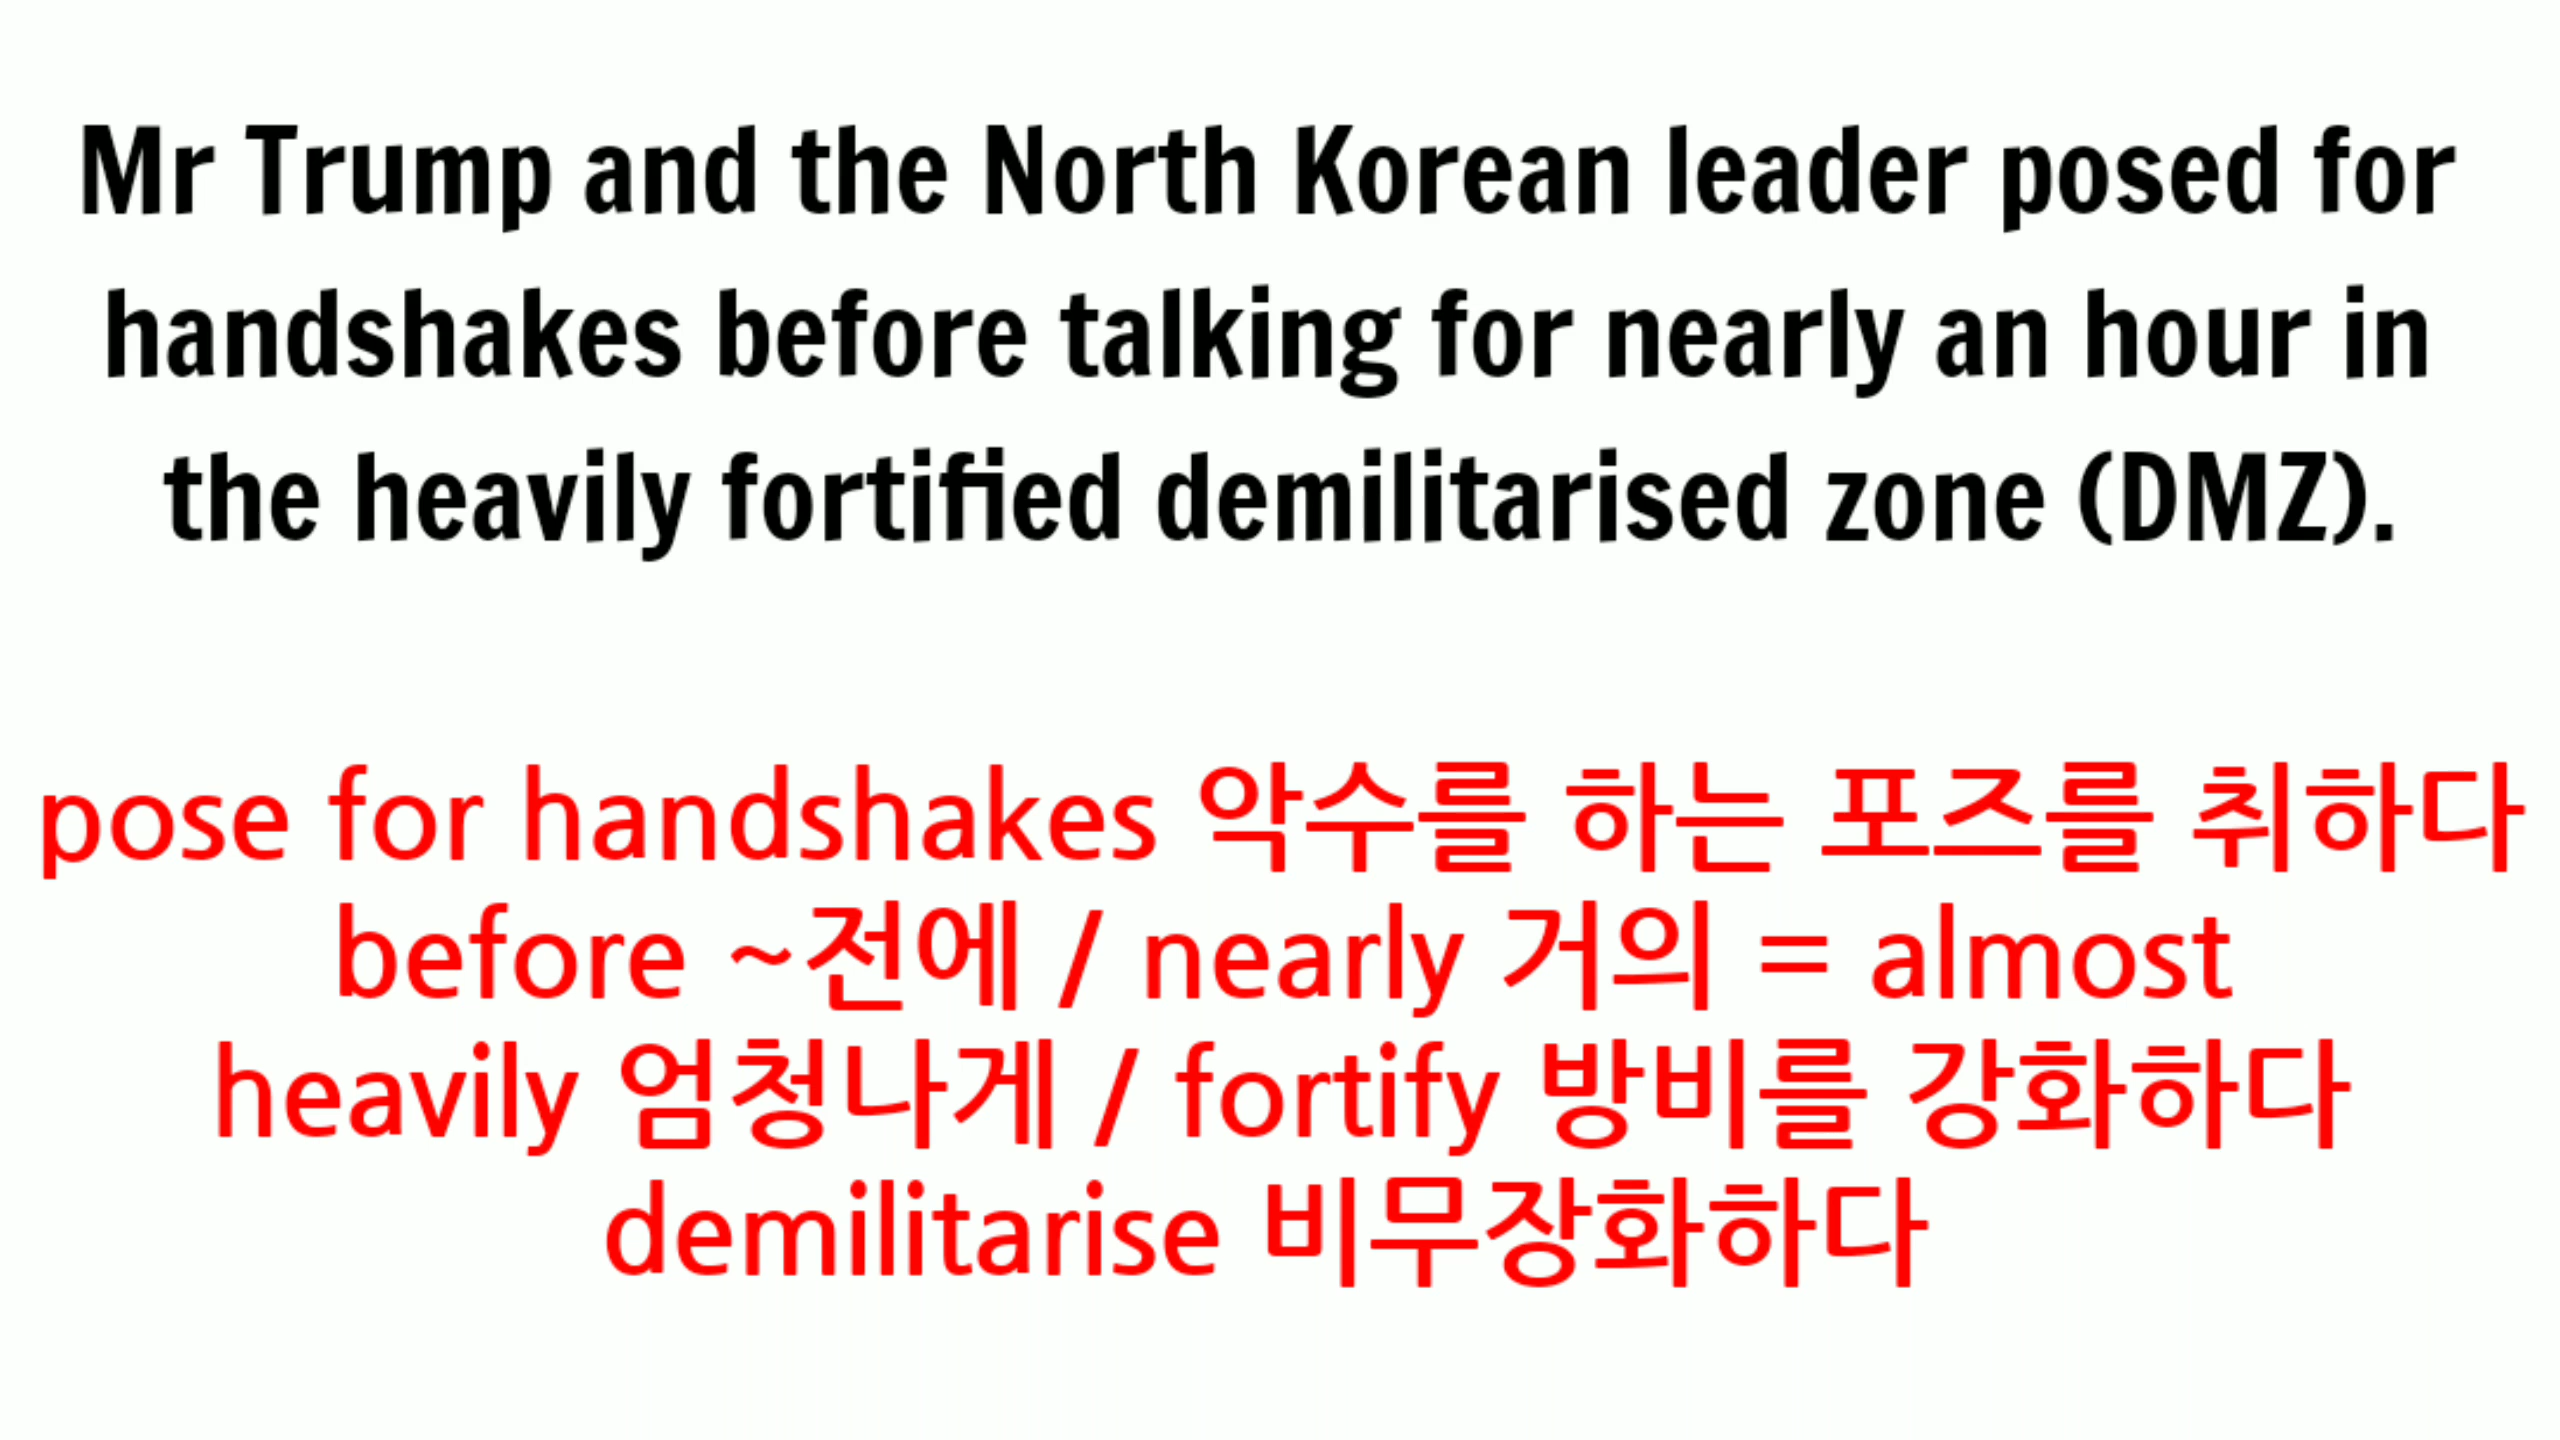 Mr Trump and the North Korean leader posed for
handshakes before talking for nearly an hour in
the heavily fortified demilitarised zone (DMZ).
pose for handshakes 악수를 하는 포즈를 취하다
before ~전에 / nearly 거의 = almost
heavily 엄청나게 / fortify 방비를 강화하다
demilitarise 비무장화하다